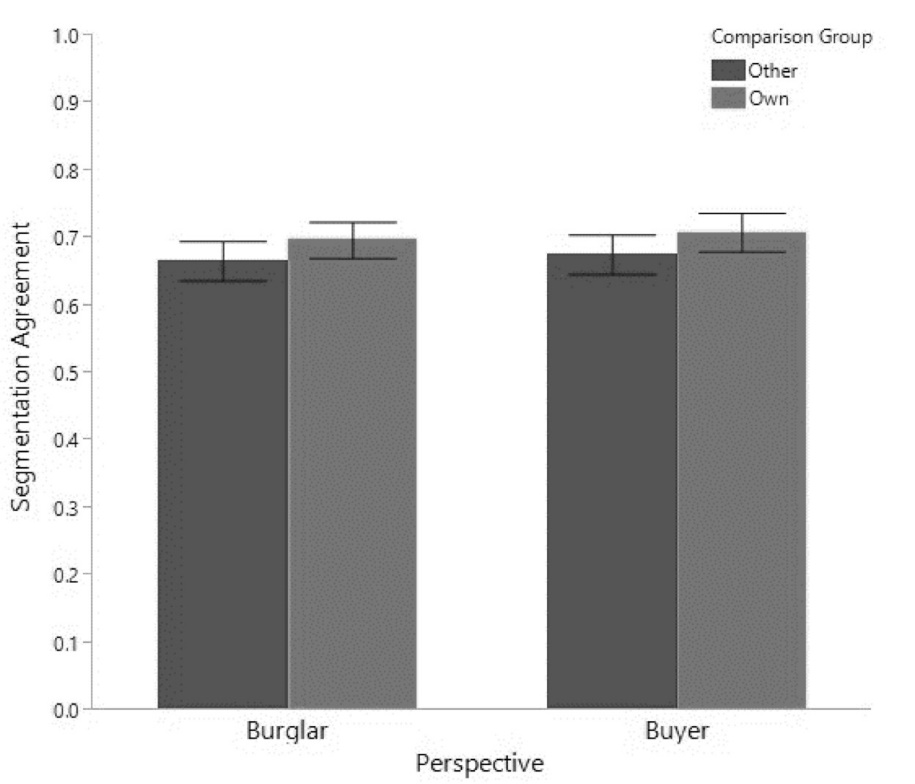 Comparison Group
Other
Own
Segmentation Agreement
1.0
0.9
0.8
0.7
0.6
0.5
0.4
0.3
0.2
0.1
0.0
Burglar
Buyer
Perspective